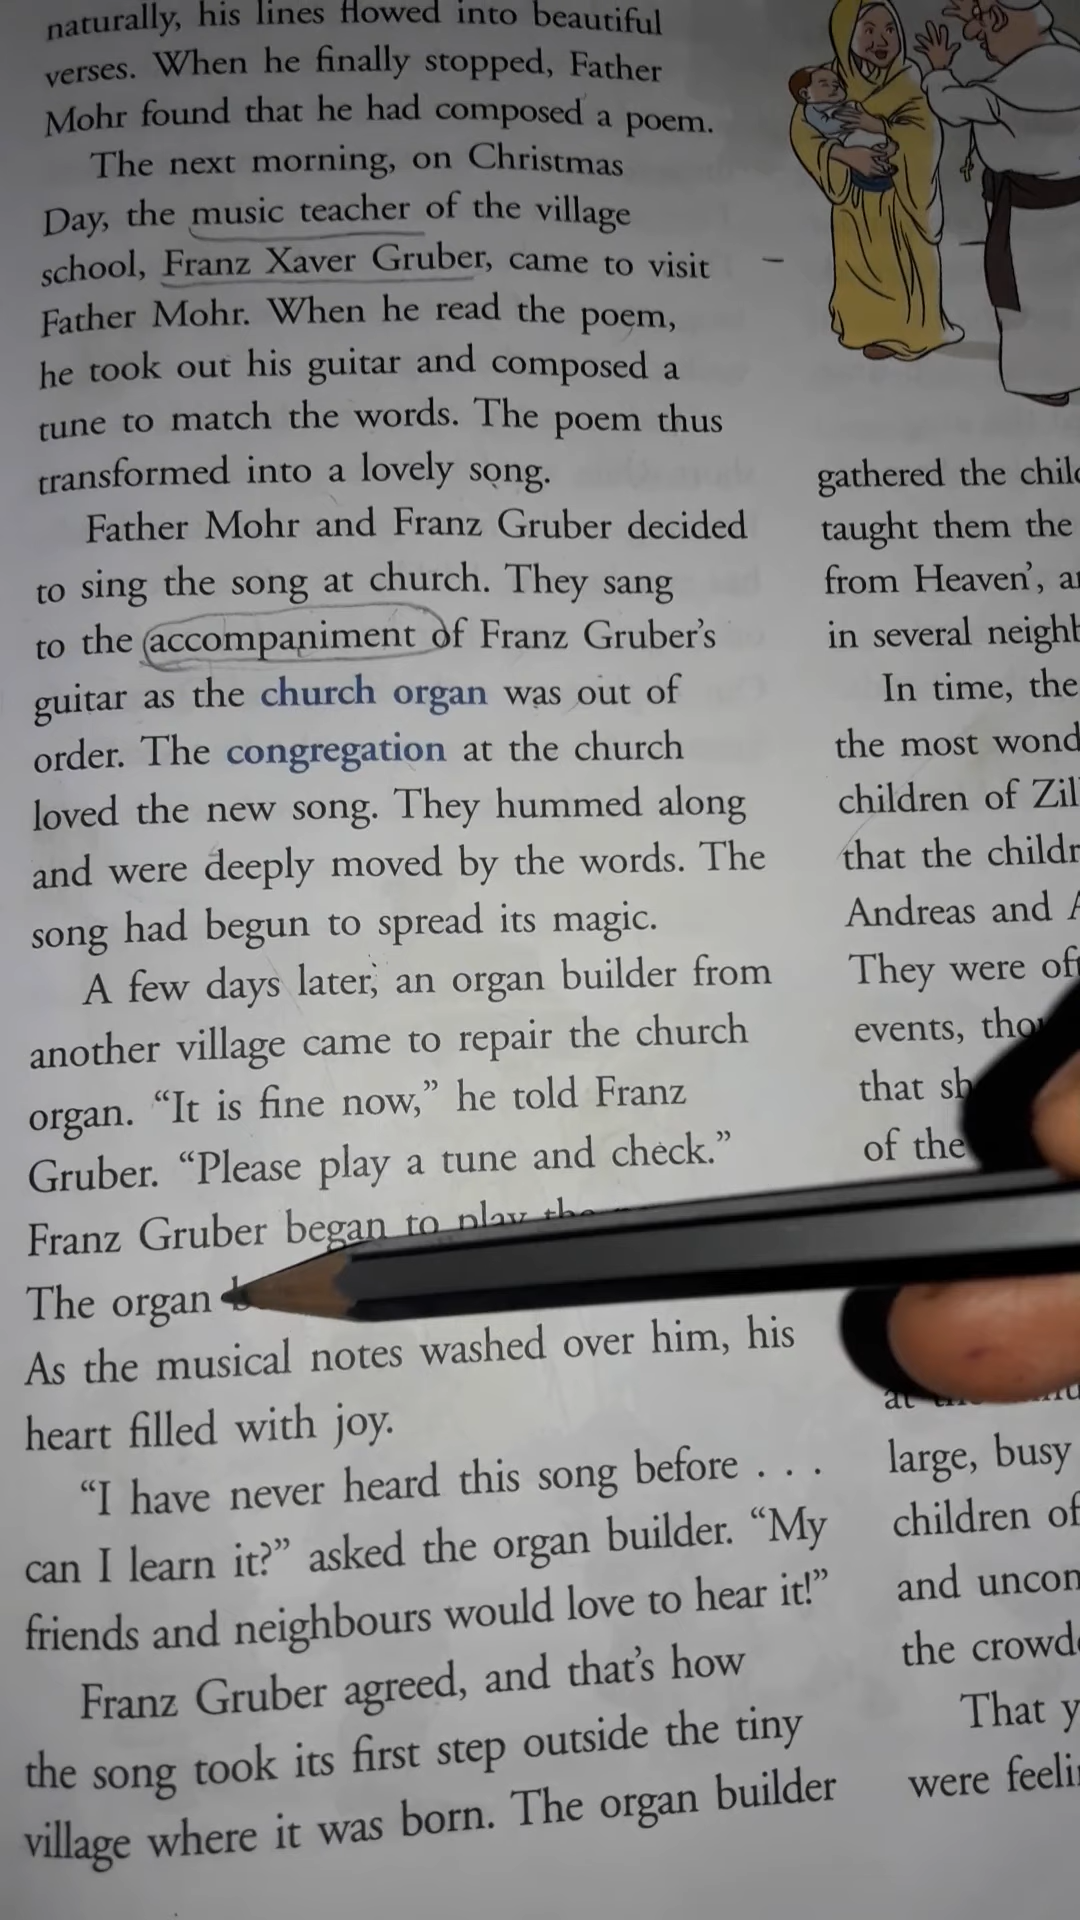 naturally, his lines flowed into beautiful
verses. When he finally stopped, Father
Mohr found that he had composed a poem.
The next morning, on Christmas
Day, the music teacher of the village
school, Franz Xaver Gruber, came to visit
Father Mohr. When he read the poem,
he took out his guitar and composed a
tune to match the words. The poem thus
transformed into a lovely song.
Father Mohr and Franz Gruber decided
to sing the song at church. They sang
to the accompaniment of Franz Gruber's
guitar as the church organ was out of
order. The congregation at the church
loved the new song. They hummed along
and were deeply moved by the words. The
song had begun to spread its magic.
A few days later, an organ builder from
another village came to repair the church
organ. “It is fine now,” he told Franz
Gruber. “Please play a tune and check.”
Franz Gruber began to play the
The organ
As the musical notes washed over him, his
heart filled with joy.
“I have never heard this song before . . .
can I learn it?” asked the organ builder. “My
friends and neighbours would love to hear it!”
Franz Gruber agreed, and that's how
the song took its first step outside the tiny
village where it was born. The organ builder
gathered the
taught them the
from Heaven’,
in several
In time, the
the most
children of
that the
Andreas and
They were
events,
that
of the
large, busy
children of
and
the
That
were